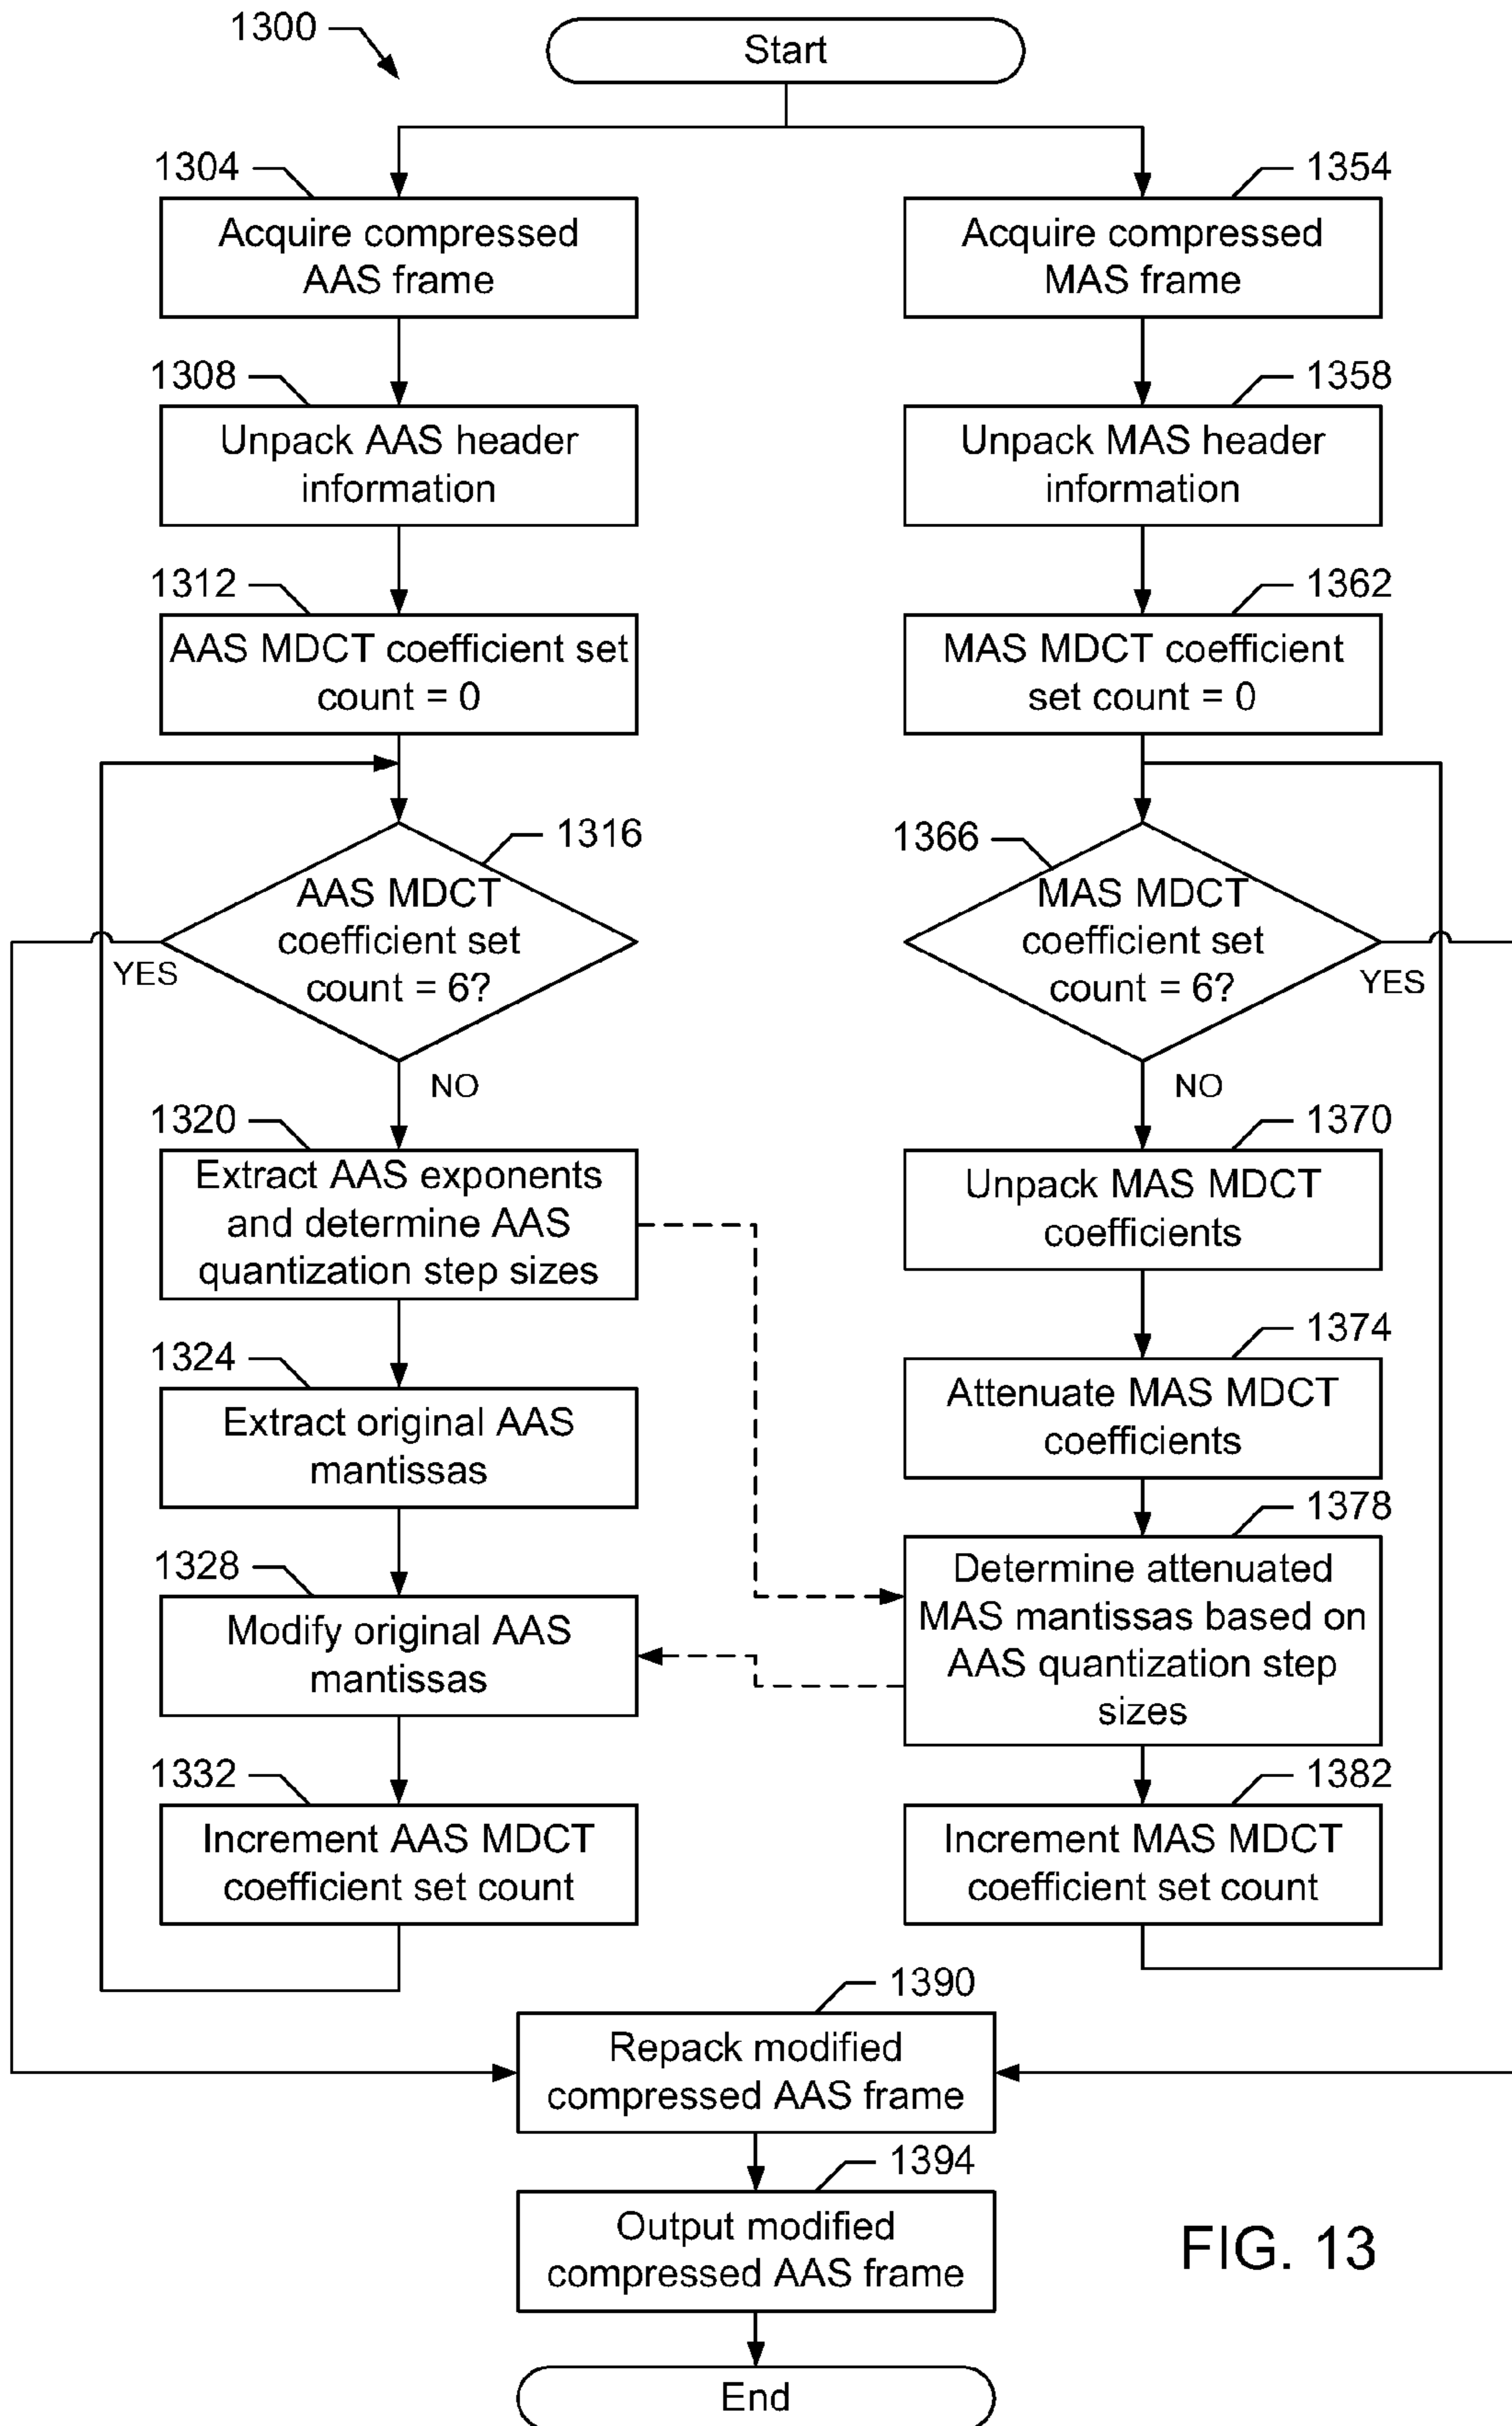 1300
Start
1304
Acquire compressed
AAS frame
1354
Acquire compressed
MAS frame
1308
Unpack AAS header
information
1358
Unpack MAS header
information
1312
AAS MDCT coefficient set
count = 0
1362
MAS MDCT coefficient
set count = 0
1316
AAS MDCT
coefficient set
count = 6?
YES
NO
1366
MAS MDCT
coefficient set
count = 6?
YES
NO
1320
Extract AAS exponents
and determine AAS
quantization step sizes
1370
Unpack MAS MDCT
coefficients
1324
Extract original AAS
mantissas
1374
Attenuate MAS MDCT
coefficients
1328
Modify original AAS
mantissas
1378
Determine attenuated
MAS mantissas based on
AAS quantization step
sizes
1332
Increment AAS MDCT
coefficient set count
1382
Increment MAS MDCT
coefficient set count
1390
Repack modified
compressed AAS frame
1394
Output modified
compressed AAS frame
End
FIG. 13